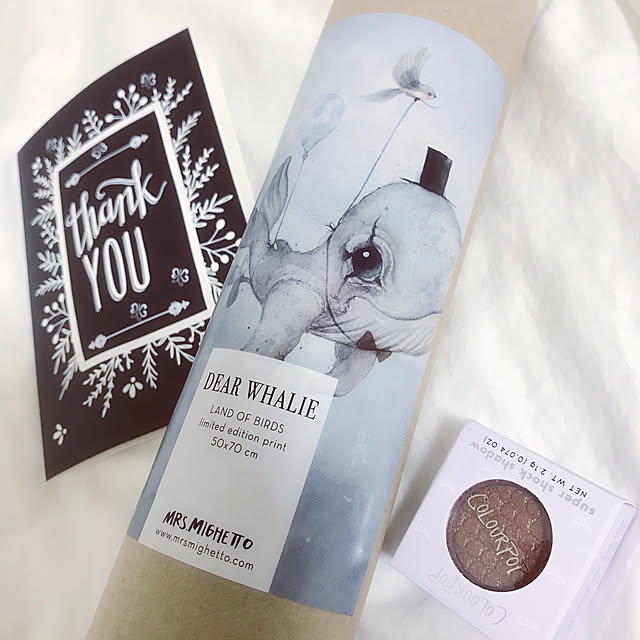 thank
YOU
DEAR WHALIE
LAND OF BIRDS
limited edition print
50x70 cm
MRS. MIGHETTO
www.mrsmighetto.com
super shock shadow
NET WT. 2.1g (0.074 OZ)
COLOURPOP
COLOURPOP